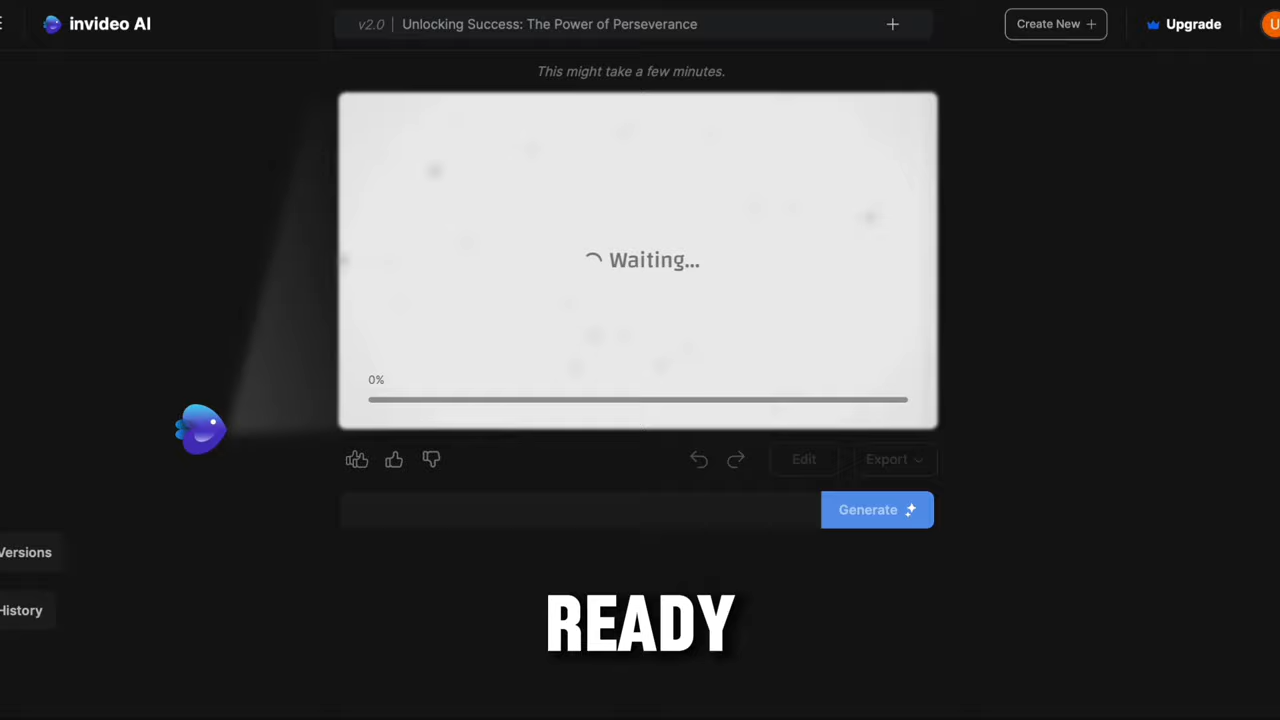 invideo AI
v2.0 | Unlocking Success: The Power of Perseverance
Create New
Upgrade
U
This might take a few minutes.
Waiting...
0%
Edit
Export
Generate
Versions
History
READY